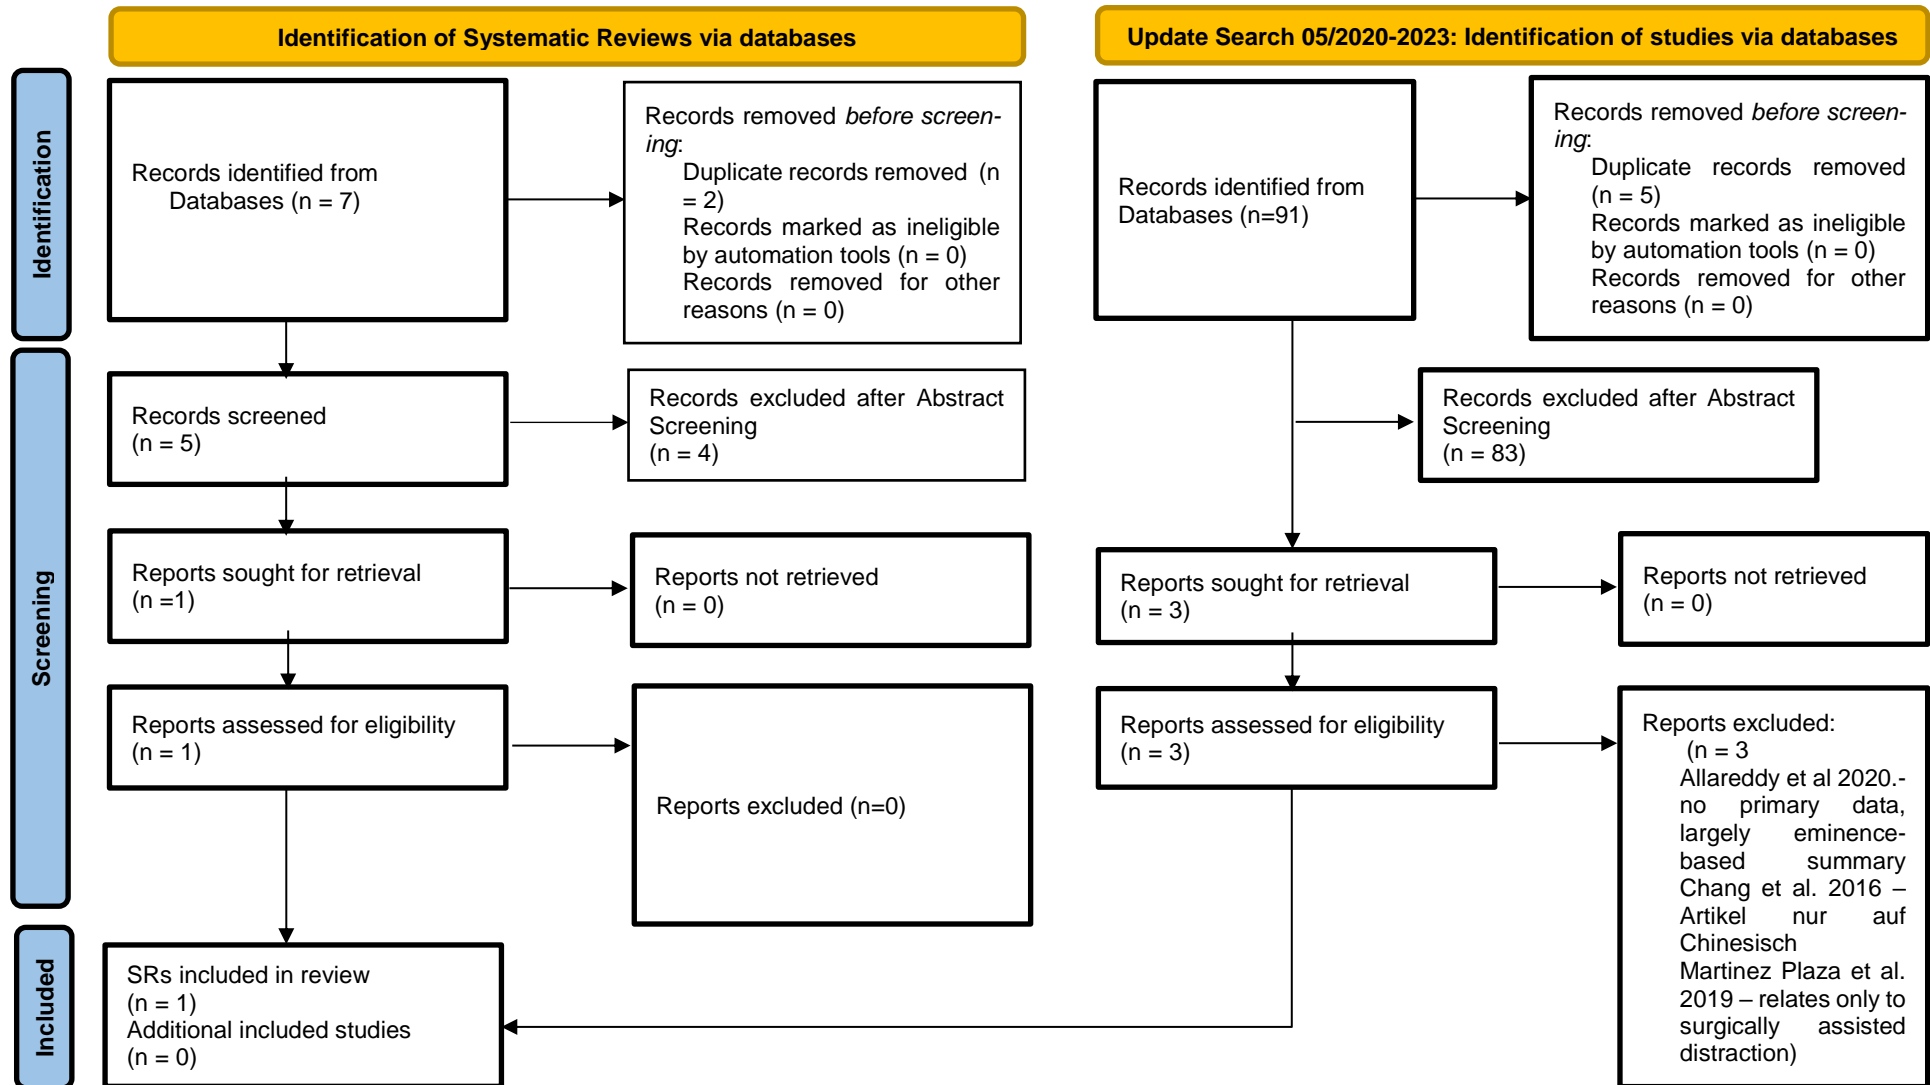 Identification of Systematic Reviews via databases
Update Search 05/2020-2023: Identification of studies via databases
Identification
Records identified from
Databases (n = 7)
Records removed before screen-
ing:
Duplicate records removed (n
= 2)
Records marked as ineligible
by automation tools (n = 0)
Records removed for other
reasons (n = 0)
Records identified from
Databases (n=91)
Records removed before screen-
ing:
Duplicate records removed
(n = 5)
Records marked as ineligible
by automation tools (n = 0)
Records removed for other
reasons (n = 0)
Screening
Records screened
(n = 5)
Records excluded after Abstract
Screening
(n = 4)
Records excluded after Abstract
Screening
(n = 83)
Reports sought for retrieval
(n =1)
Reports not retrieved
(n = 0)
Reports sought for retrieval
(n = 3)
Reports not retrieved
(n = 0)
Reports assessed for eligibility
(n = 1)
Reports excluded (n=0)
Reports assessed for eligibility
(n = 3)
Reports excluded:
(n = 3
Allareddy et al 2020.-
no primary data,
largely eminence-
based summary
Chang et al. 2016 –
Artikel nur auf
Chinesisch
Martinez Plaza et al.
2019 – relates only to
surgically assisted
distraction)
Included
SRs included in review
(n = 1)
Additional included studies
(n = 0)